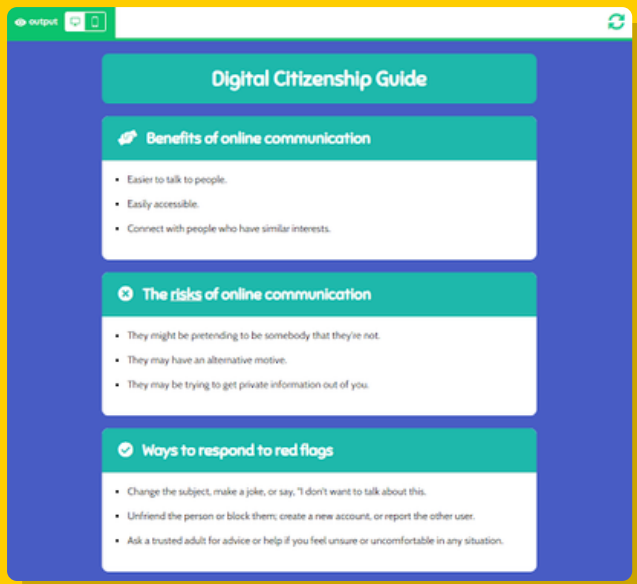 output
Digital Citizenship Guide
Benefits of online communication
Easier to talk to people.
Easily accessible.
Connect with people who have similar interests.
The risks of online communication
They might be pretending to be somebody that they're not.
They may have an alternative motive.
They may be trying to get private information out of you.
Ways to respond to red flags
Change the subject, make a joke, or say, "I don't want to talk about this.
Unfriend the person or block them; create a new account, or report the other user.
Ask a trusted adult for advice or help if you feel unsure or uncomfortable in any situation.